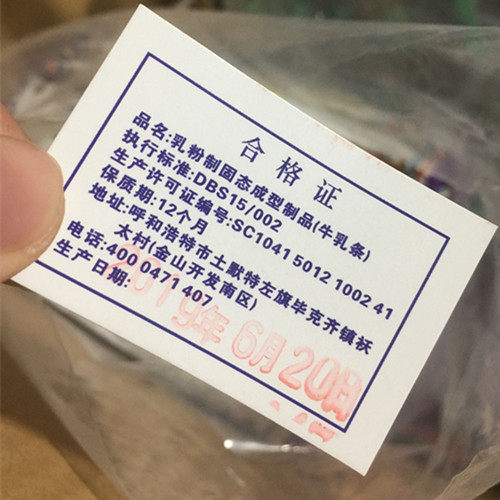 合格证
品名:乳粉制固态成型制品(牛乳条)
执行标准:DBS15/002
生产许可证编号:SC1041 5012 1002 41
保质期:12个月
地址:呼和浩特市土默特左旗毕克齐镇袄
太村(金山开发南区)
电话:400 0471 407
生产日期:
2019年 6月 20日